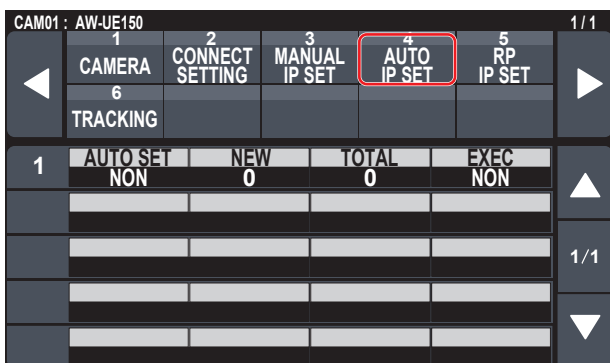 CAM01 : AW-UE150 1 / 1
1 2 3 4 5
CAMERA CONNECT SETTING MANUAL IP SET AUTO IP SET RP IP SET
6
TRACKING
1 AUTO SET NEW TOTAL EXEC
NON 0 0 NON
1/1